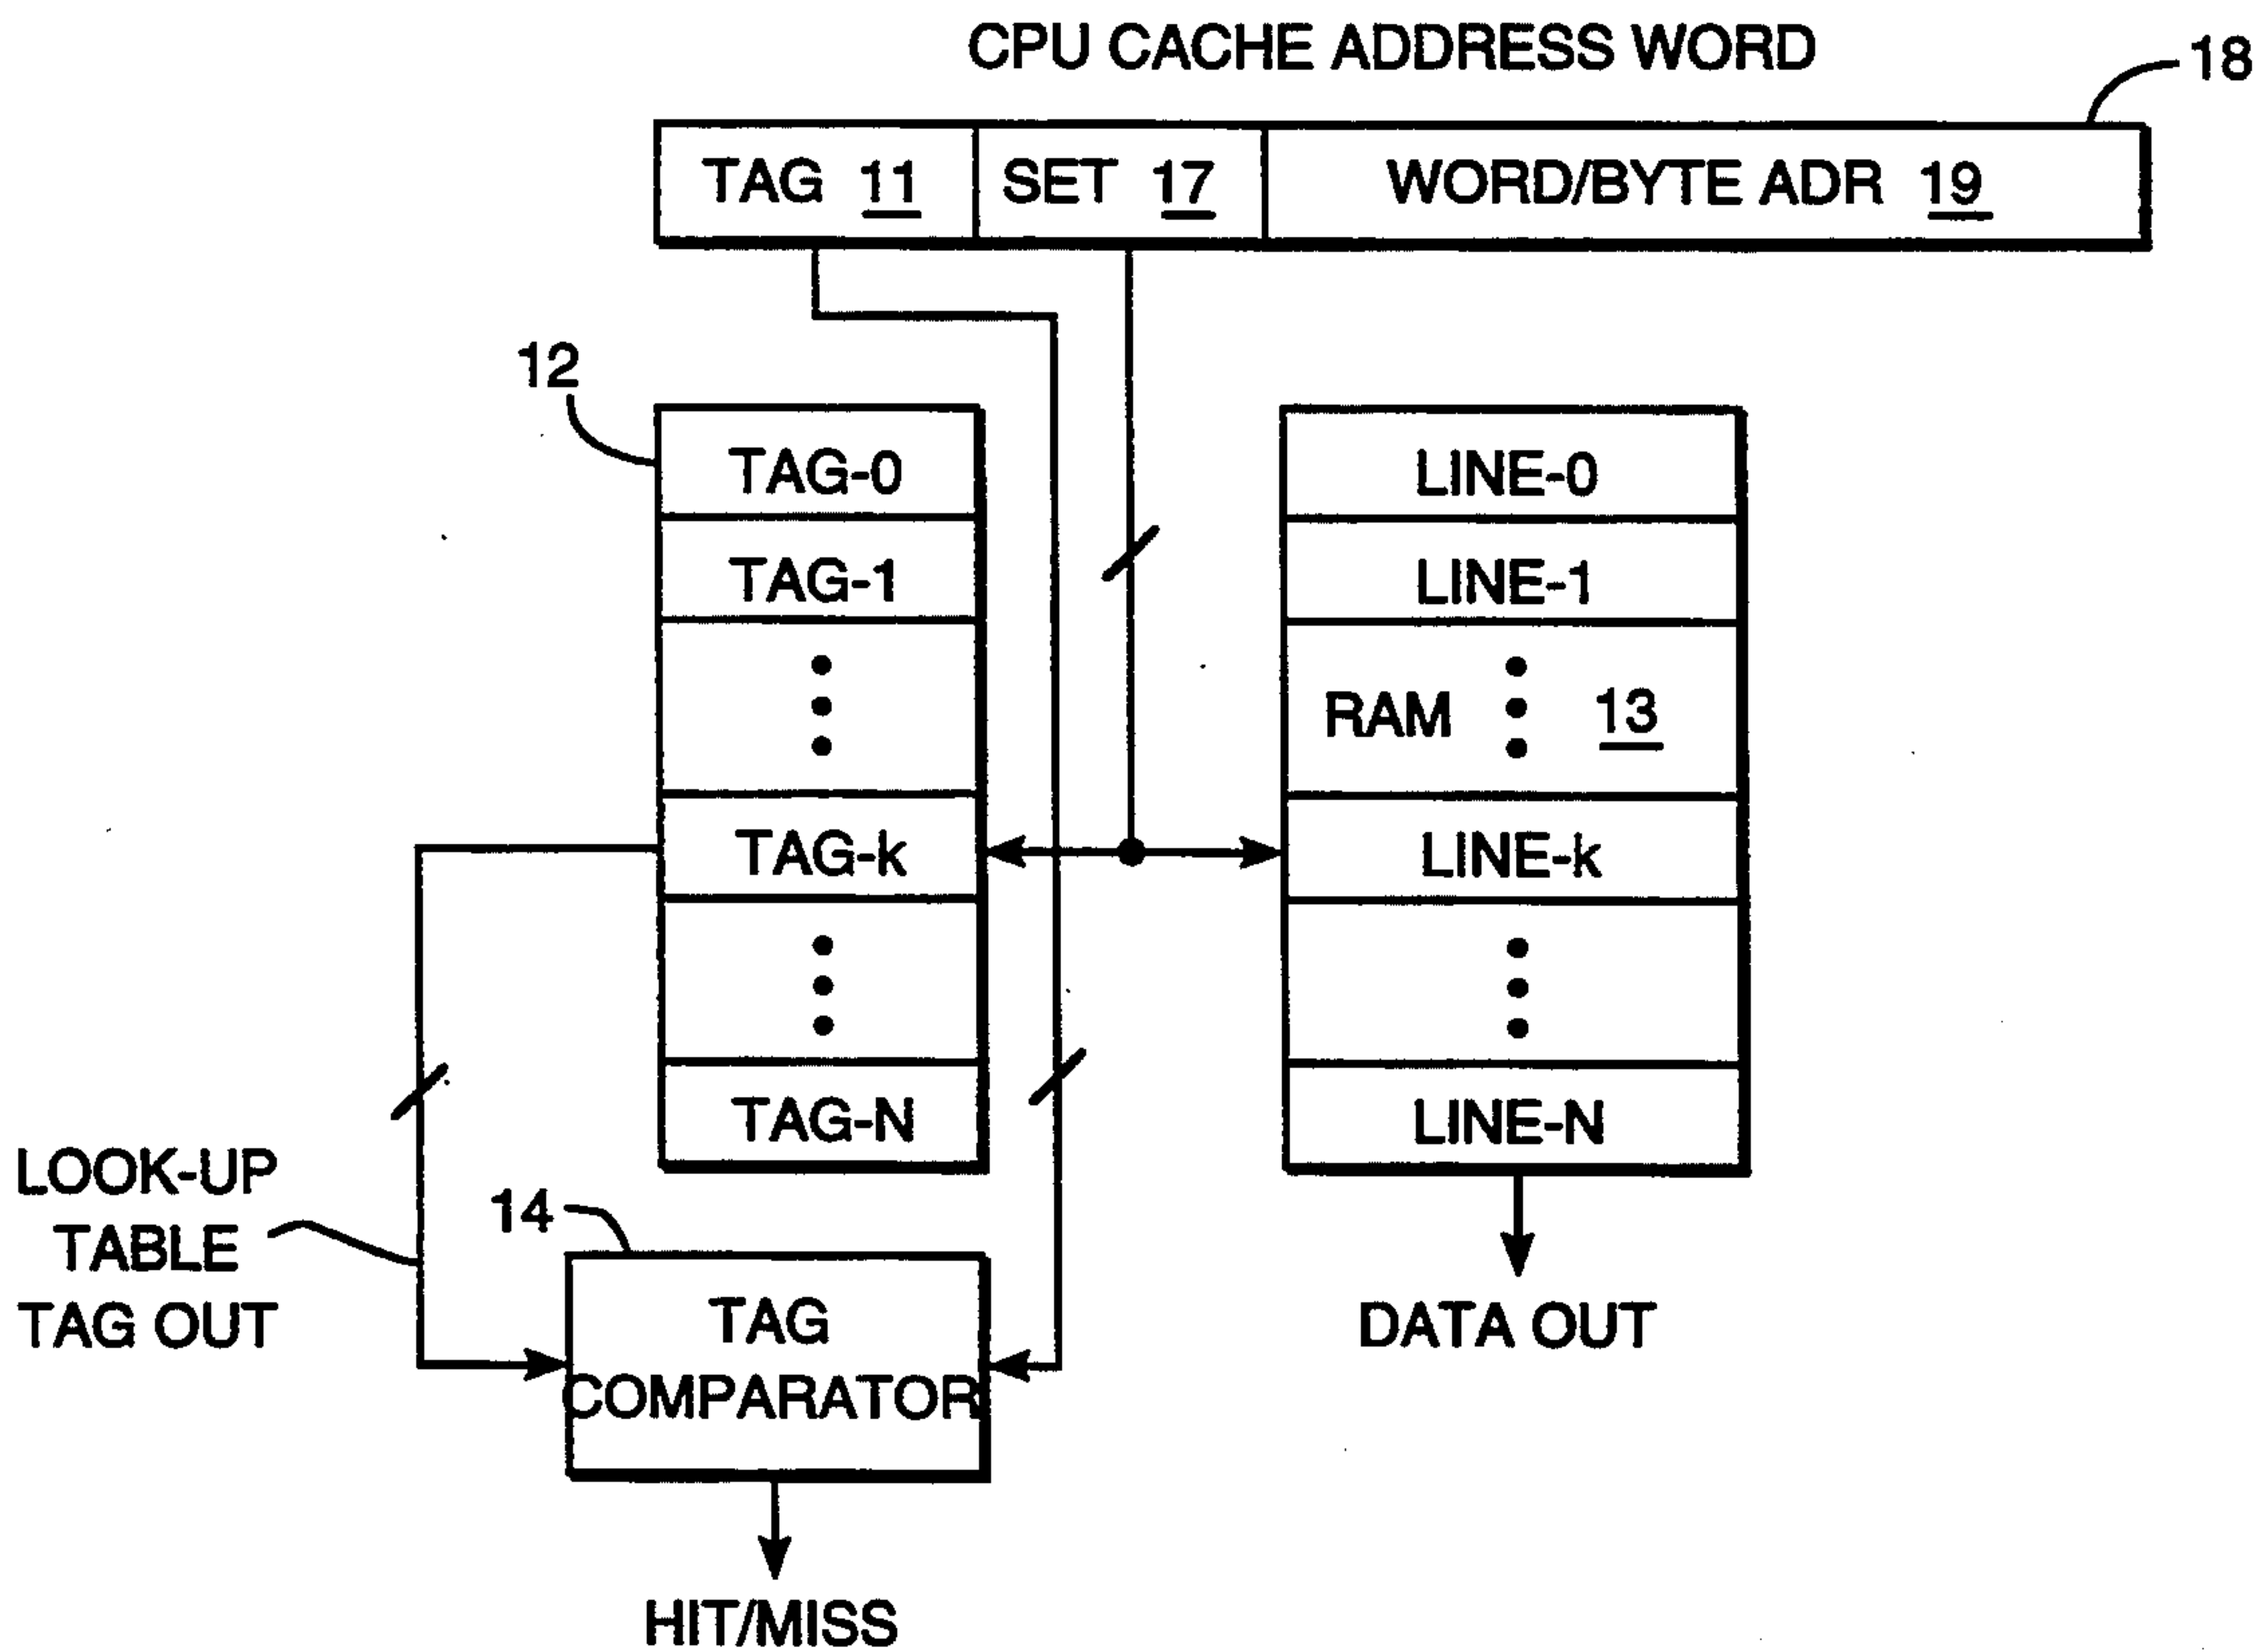 CPU CACHE ADDRESS WORD
18
TAG 11 SET 17 WORD/BYTE ADR 19
12
TAG-0
TAG-1
TAG-k
TAG-N
LINE-0
LINE-1
RAM 13
LINE-k
LINE-N
LOOK-UP
TABLE
TAG OUT
14
TAG
COMPARATOR
DATA OUT
HIT/MISS